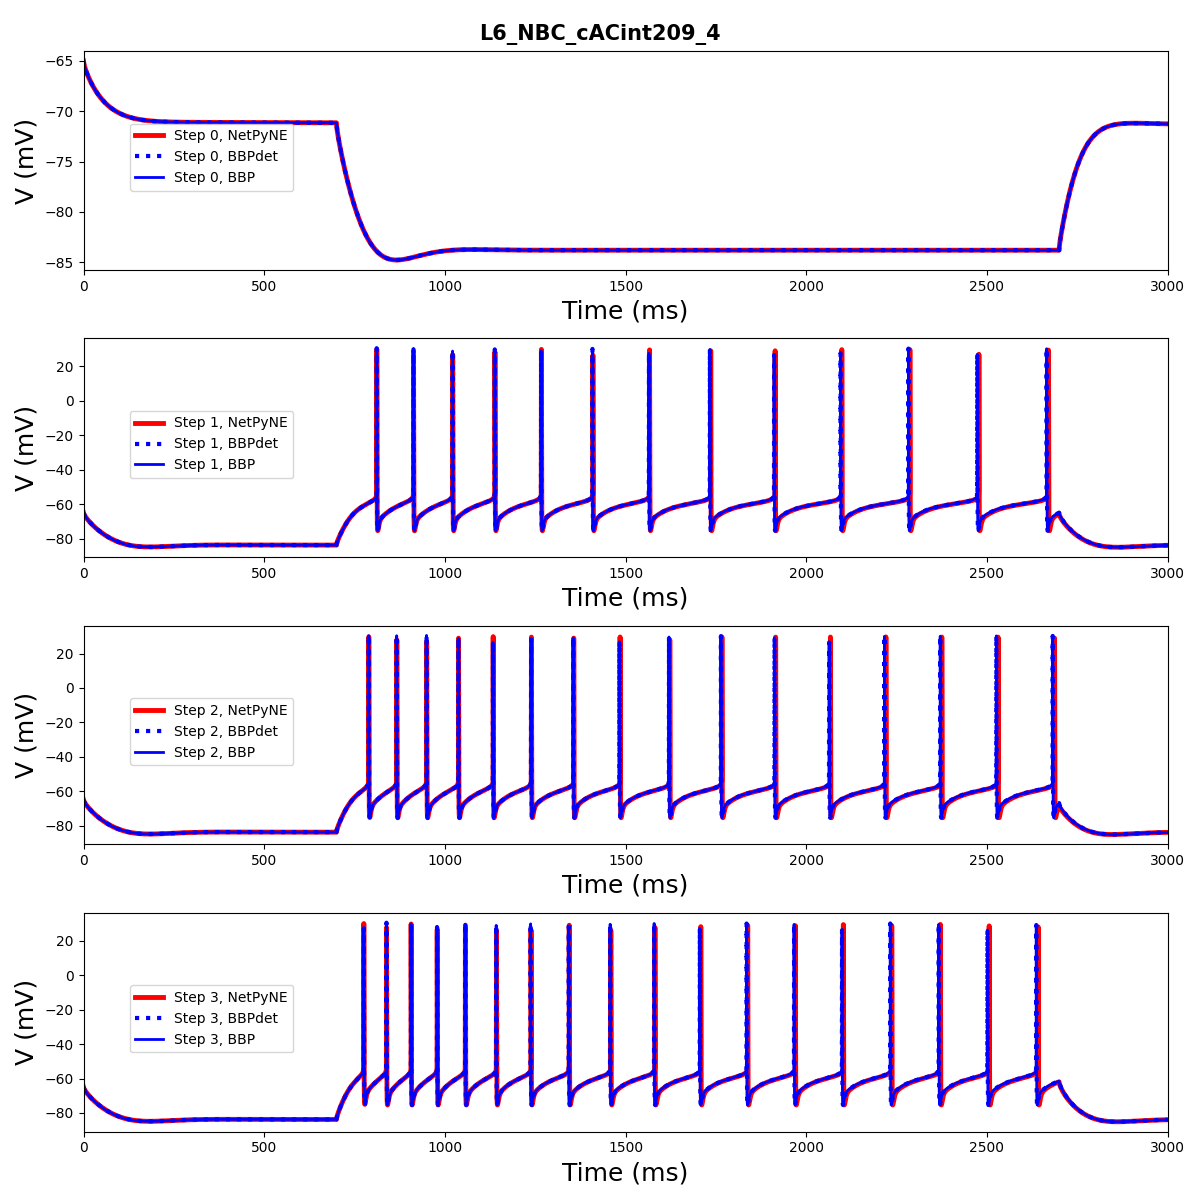 L6_NBC_cACint209_4
−65
−70
−75
−80
−85
V (mV)
Step 0, NetPyNE
Step 0, BBPdet
Step 0, BBP
0 500 1000 1500 2000 2500 3000
Time (ms)
20
0
−20
−40
−60
−80
V (mV)
Step 1, NetPyNE
Step 1, BBPdet
Step 1, BBP
0 500 1000 1500 2000 2500 3000
Time (ms)
20
0
−20
−40
−60
−80
V (mV)
Step 2, NetPyNE
Step 2, BBPdet
Step 2, BBP
0 500 1000 1500 2000 2500 3000
Time (ms)
20
0
−20
−40
−60
−80
V (mV)
Step 3, NetPyNE
Step 3, BBPdet
Step 3, BBP
0 500 1000 1500 2000 2500 3000
Time (ms)